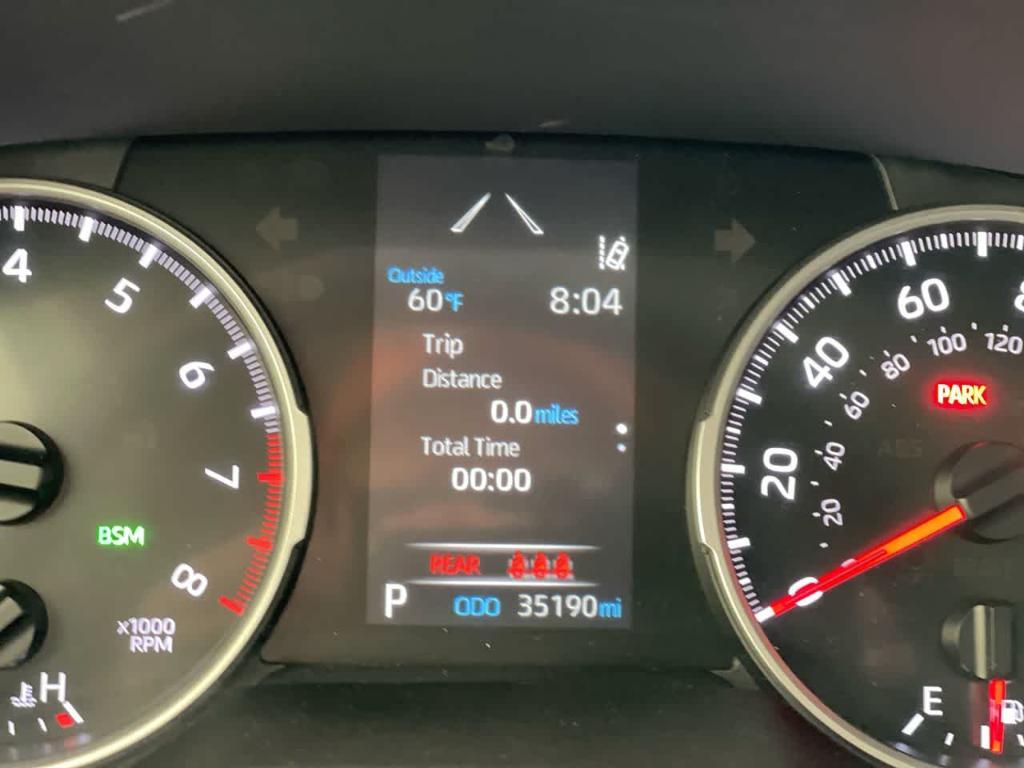 4
5
6
7
8
BSM
x1000
RPM
H
Outside
60°F
8:04
Trip
Distance
0.0 miles
Total Time
00:00
REAR
P ODO 35190 mi
0
20
40
60
20
40
60
80
100
120
PARK
ABS
E